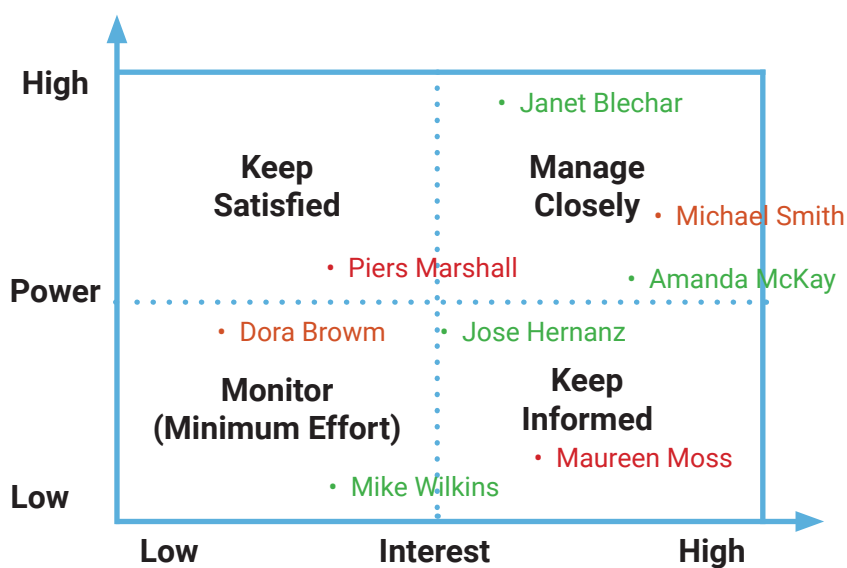 High
• Janet Blechar
Keep
Satisfied
Manage
Closely
• Michael Smith
• Piers Marshall
• Amanda McKay
Power
• Dora Browm
• Jose Hernanz
Monitor
(Minimum Effort)
Keep
Informed
• Maureen Moss
• Mike Wilkins
Low
Low
Interest
High